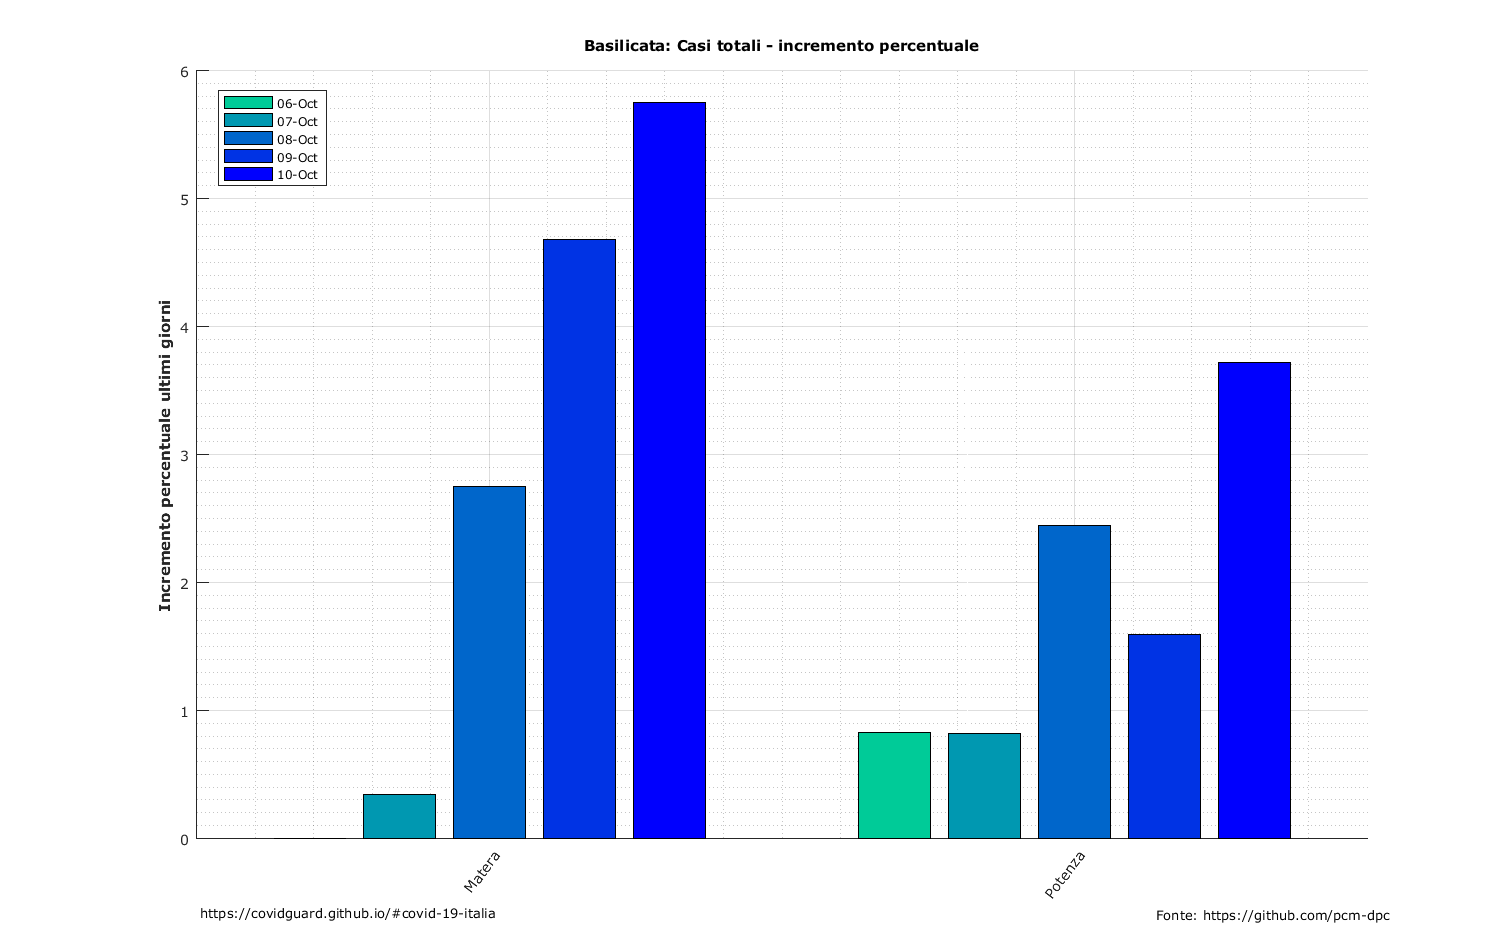 Basilicata: Casi totali - incremento percentuale
6
5
4
3
2
1
0
Incremento percentuale ultimi giorni
06-Oct
07-Oct
08-Oct
09-Oct
10-Oct
Matera
Potenza
https://covidguard.github.io/#covid-19-italia
Fonte: https://github.com/pcm-dpc